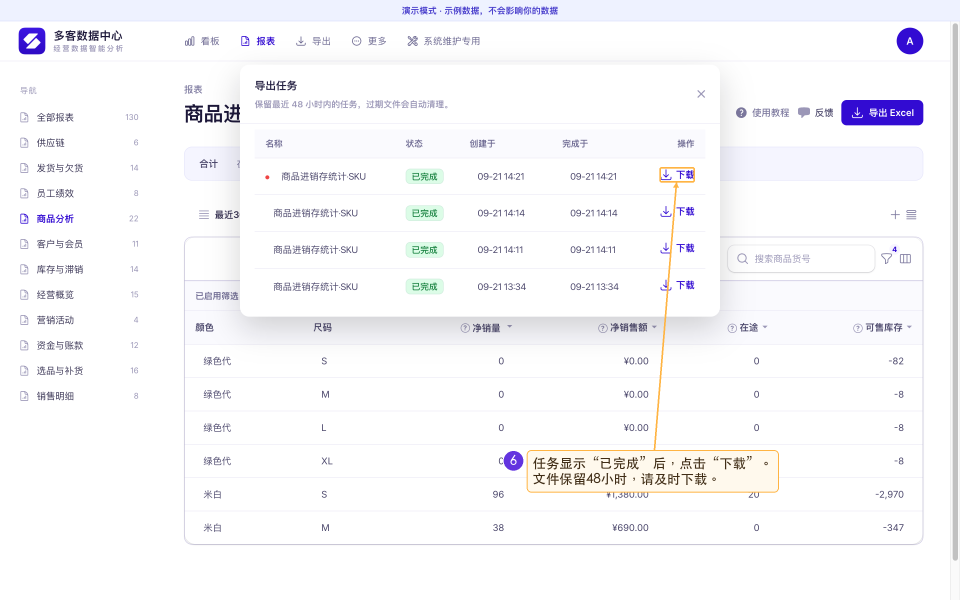 演示模式 · 示例数据，不会影响你的数据
多客数据中心
经营数据智能分析
看板
报表
导出
更多
系统维护专用
A
导航
全部报表 130
供应链 6
发货与欠货 14
员工绩效 8
商品分析 22
客户与会员 11
库存与滞销 14
经营概览 15
营销活动 4
资金与账款 12
选品与补货 16
销售明细 8
报表
商品进
使用教程
反馈
导出 Excel
合计
最近3
导出任务
保留最近 48 小时内的任务，过期文件会自动清理。
名称 状态 创建于 完成于 操作
商品进销存统计·SKU 已完成 09-21 14:21 09-21 14:21 下载
商品进销存统计·SKU 已完成 09-21 14:14 09-21 14:14 下载
商品进销存统计·SKU 已完成 09-21 14:11 09-21 14:11 下载
商品进销存统计·SKU 已完成 09-21 13:34 09-21 13:34 下载
搜索商品货号
4
已启用筛选
颜色 尺码 净销量 净销售额 在途 可售库存
绿色代 S 0 ¥0.00 0 -82
绿色代 M 0 ¥0.00 0 -8
绿色代 L 0 ¥0.00 0 -8
绿色代 XL 0 -8
6
任务显示“已完成”后，点击“下载”。
文件保留48小时，请及时下载。
米白 S 96 ¥1,380.00 20 -2,970
米白 M 38 ¥690.00 0 -347